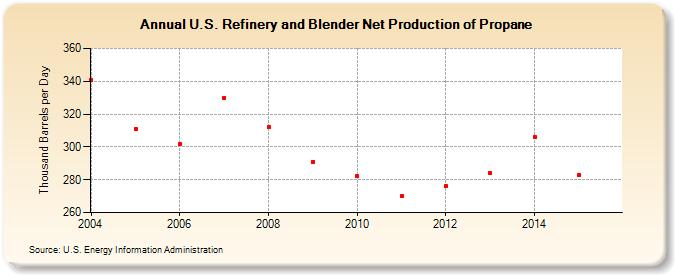 Annual U.S. Refinery and Blender Net Production of Propane
Thousand Barrels per Day
360
340
320
300
280
260
2004 2006 2008 2010 2012 2014
Source: U.S. Energy Information Administration